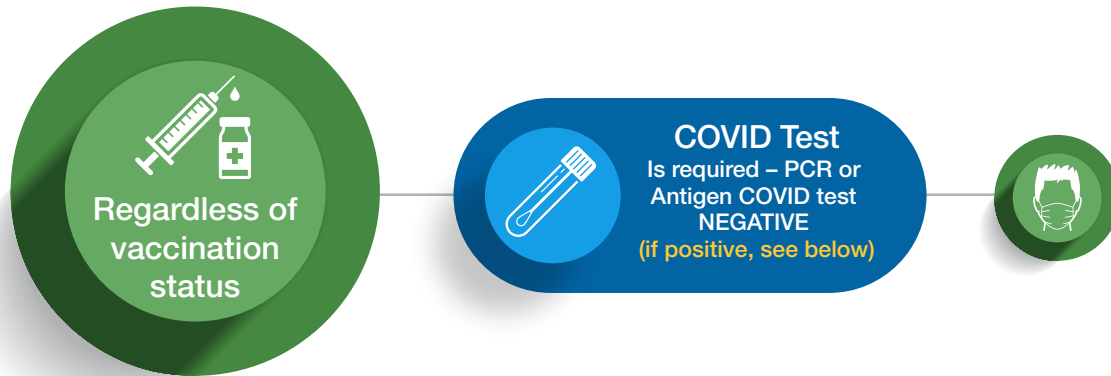 Regardless of
vaccination
status
COVID Test
Is required – PCR or
Antigen COVID test
NEGATIVE
(if positive, see below)